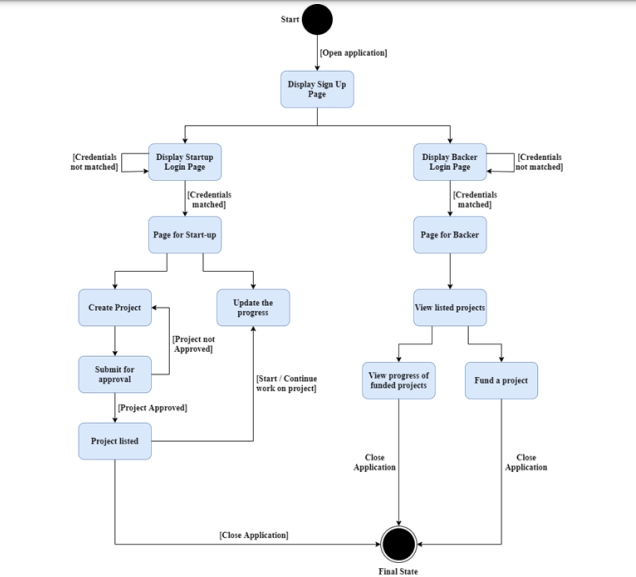 Start
[Open application]
Display Sign Up
Page
[Credentials
not matched]
Display Startup
Login Page
Display Backer
Login Page
[Credentials
not matched]
[Credentials
matched]
[Credentials
matched]
Page for Start-up
Page for Backer
Create Project
Update the
progress
View listed projects
[Project not
Approved]
Submit for
approval
[Start / Continue
work on project]
View progress of
funded projects
Fund a project
[Project Approved]
Project listed
Close
Application
Close
Application
[Close Application]
Final State